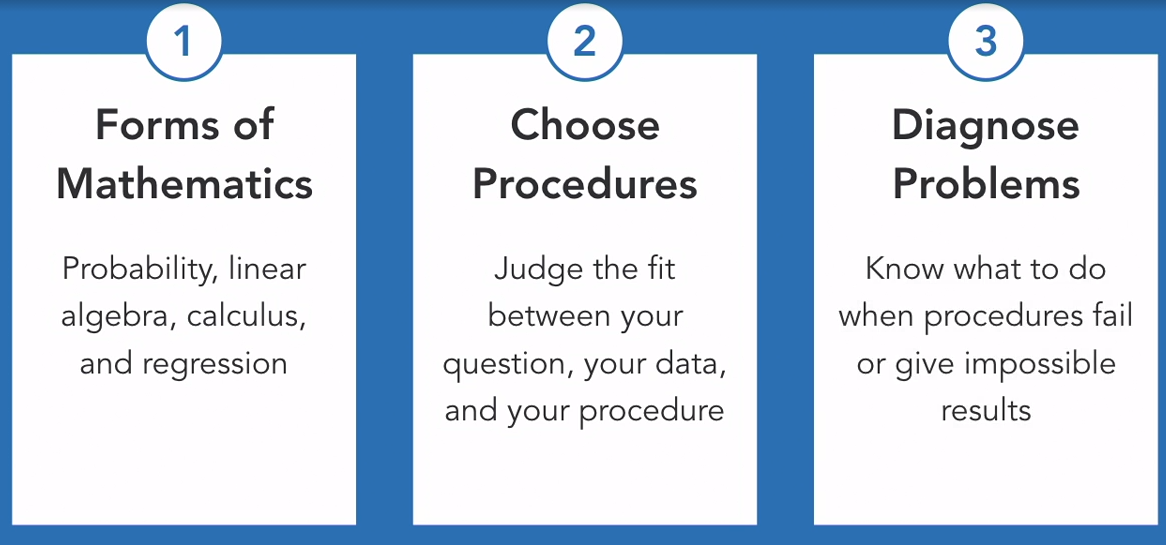 1
Forms of
Mathematics
Probability, linear
algebra, calculus,
and regression
2
Choose
Procedures
Judge the fit
between your
question, your data,
and your procedure
3
Diagnose
Problems
Know what to do
when procedures fail
or give impossible
results